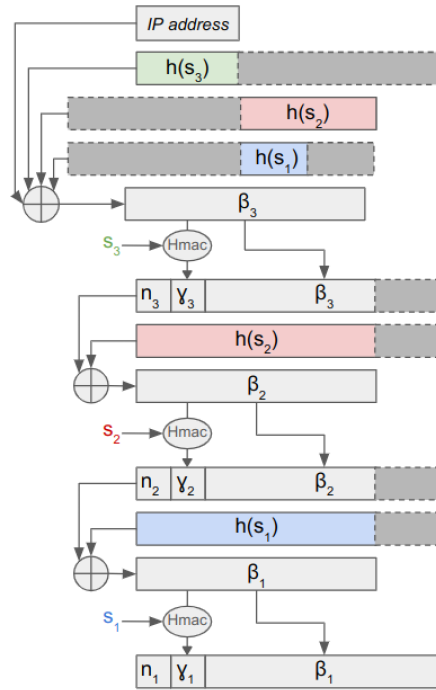 IP address
h(s₃)
h(s₂)
h(s₁)
β₃
s₃ Hmac
n₃ γ₃ β₃
h(s₂)
β₂
s₂ Hmac
n₂ γ₂ β₂
h(s₁)
β₁
s₁ Hmac
n₁ γ₁ β₁